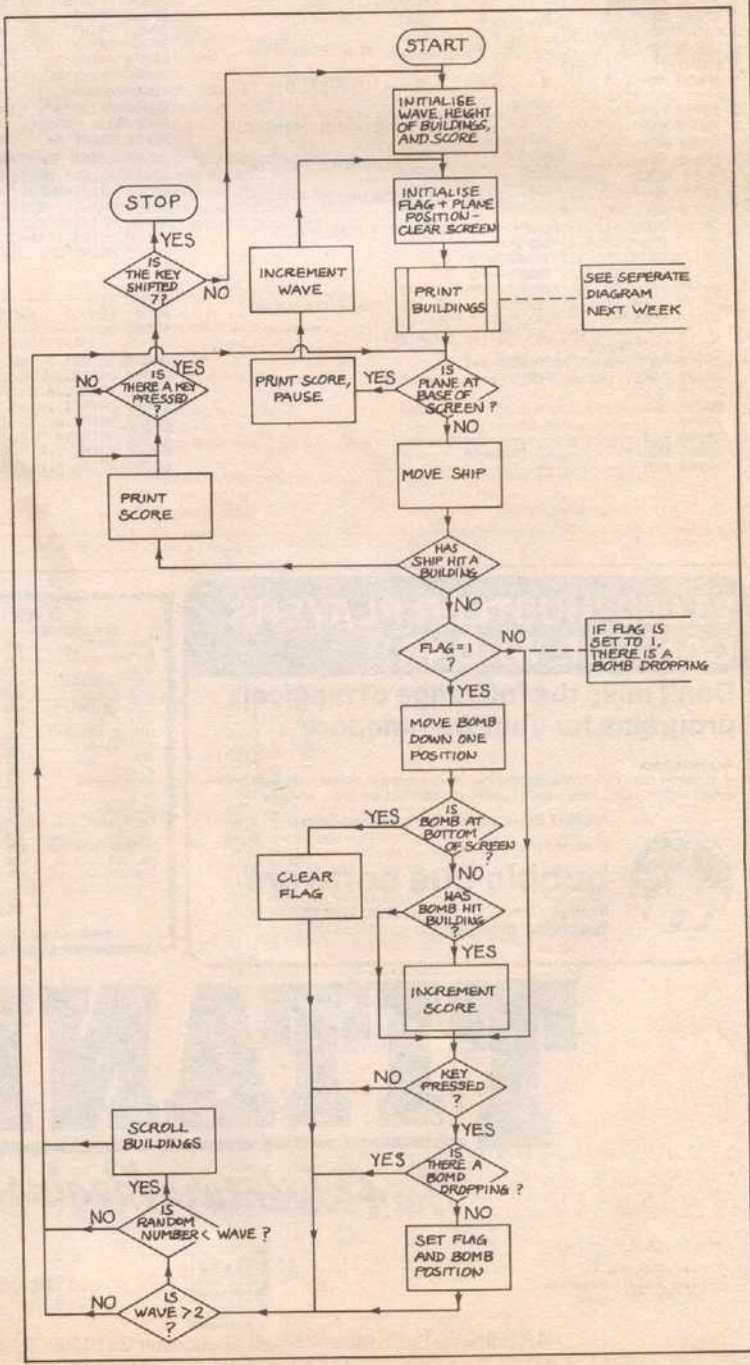 START
INITIALISE
WAVE, HEIGHT
OF BUILDINGS,
AND SCORE
INITIALISE
FLAG + PLANE
POSITION -
CLEAR SCREEN
STOP
YES
IS
THE KEY
SHIFTED
7?
NO
INCREMENT
WAVE
PRINT
BUILDINGS
SEE SEPERATE
DIAGRAM
NEXT WEEK
YES
NO
IS
THERE A KEY
PRESSED
?
PRINT SCORE,
PAUSE
YES
IS
PLANE AT
BASE OF
SCREEN?
NO
MOVE SHIP
PRINT
SCORE
HAS
SHIP HIT A
BUILDING
NO
FLAG=1
?
NO
IF FLAG IS
SET TO 1,
THERE IS A
BOMB DROPPING
YES
MOVE BOMB
DOWN ONE
POSITION
YES
IS
BOMB AT
BOTTOM
OF SCREEN
?
CLEAR
FLAG
NO
HAS
BOMB HIT
BUILDING
?
YES
INCREMENT
SCORE
NO
KEY
PRESSED
?
YES
SCROLL
BUILDINGS
YES
IS
THERE A
BOMD
DROPPING?
YES
NO
IS
RANDOM
NUMBER < WAVE?
NO
SET FLAG
AND BOMB
POSITION
NO
IS
WAVE >2
?